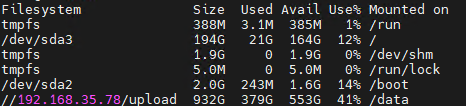 Filesystem Size Used Avail Use% Mounted on
tmpfs 388M 3.1M 385M 1% /run
/dev/sda3 194G 21G 164G 12% /
tmpfs 1.9G 0 1.9G 0% /dev/shm
tmpfs 5.0M 0 5.0M 0% /run/lock
/dev/sda2 2.0G 243M 1.6G 14% /boot
//192.168.35.78/upload 932G 379G 553G 41% /data